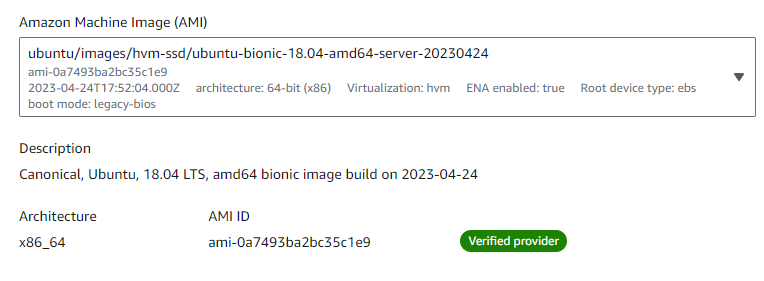 Amazon Machine Image (AMI)
ubuntu/images/hvm-ssd/ubuntu-bionic-18.04-amd64-server-20230424
ami-0a7493ba2bc35c1e9
2023-04-24T17:52:04.000Z architecture: 64-bit (x86) Virtualization: hvm ENA enabled: true Root device type: ebs
boot mode: legacy-bios
Description
Canonical, Ubuntu, 18.04 LTS, amd64 bionic image build on 2023-04-24
Architecture AMI ID
x86_64 ami-0a7493ba2bc35c1e9 Verified provider